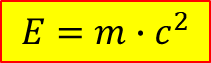 E = m · c²